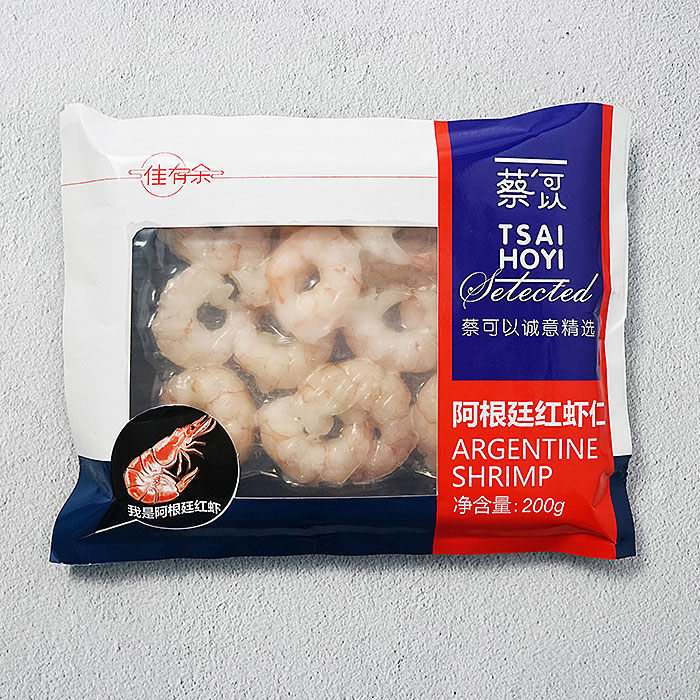 佳有余
蔡可以
TSAI
HOYI
Selected
蔡可以诚意精选
阿根廷红虾仁
ARGENTINE
SHRIMP
净含量:200g
我是阿根廷红虾